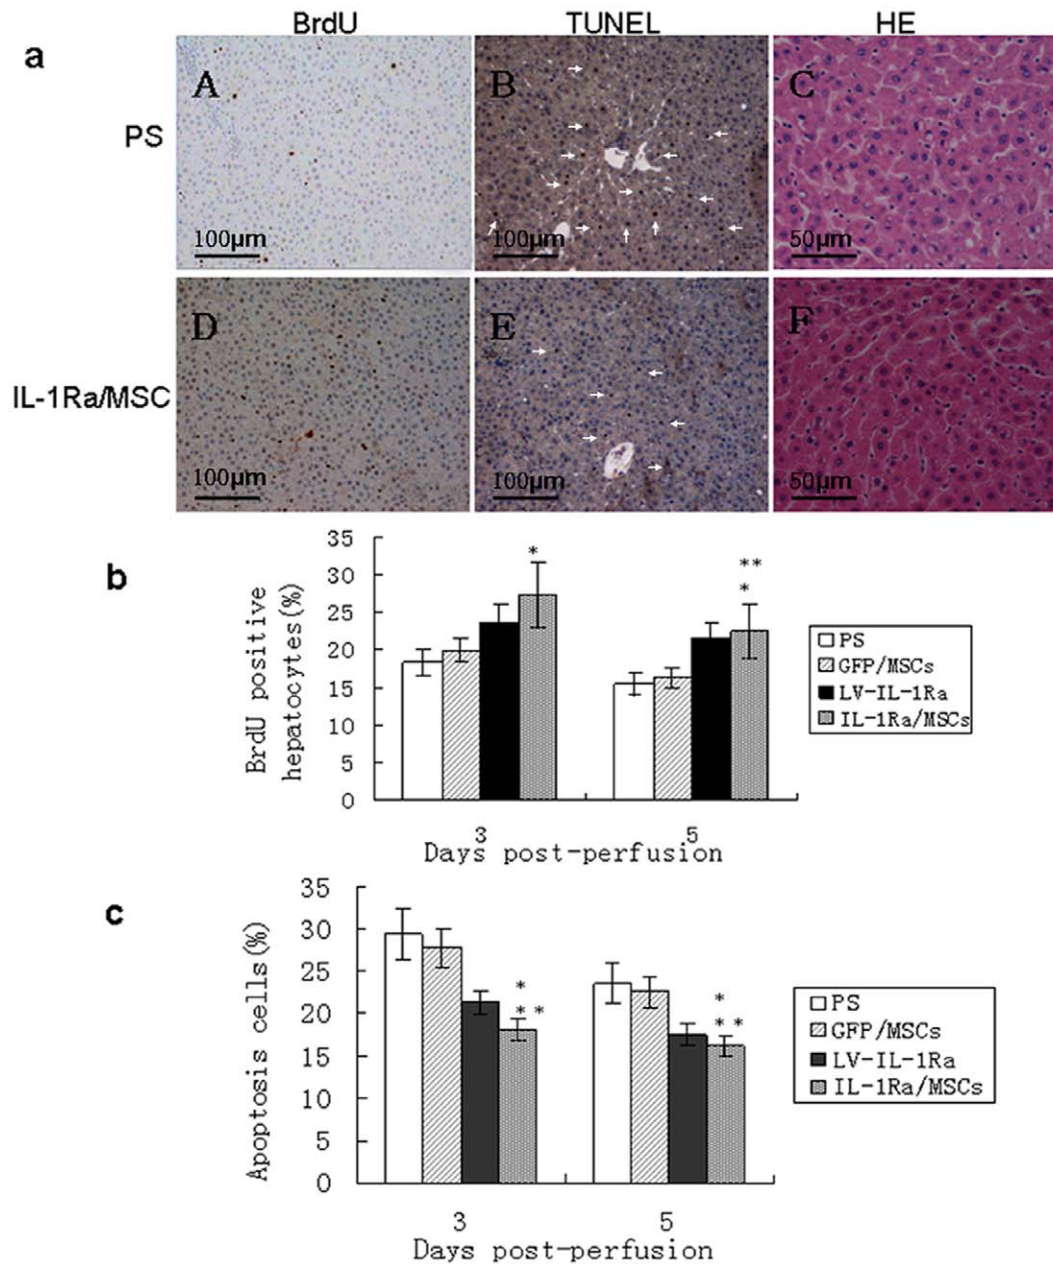 BrdU TUNEL HE
a
A B C
PS
100μm 100μm 50μm
D E F
IL-1Ra/MSC
100μm 100μm 50μm
b
35
30
25
20
15
10
5
0
BrdU positive
hepatocytes(%)
*
**
*
PS
GFP/MSCs
LV-IL-1Ra
IL-1Ra/MSCs
3 5
Days post-perfusion
c
35
30
25
20
15
10
5
0
Apoptosis cells(%)
*
**
*
**
PS
GFP/MSCs
LV-IL-1Ra
IL-1Ra/MSCs
3 5
Days post-perfusion